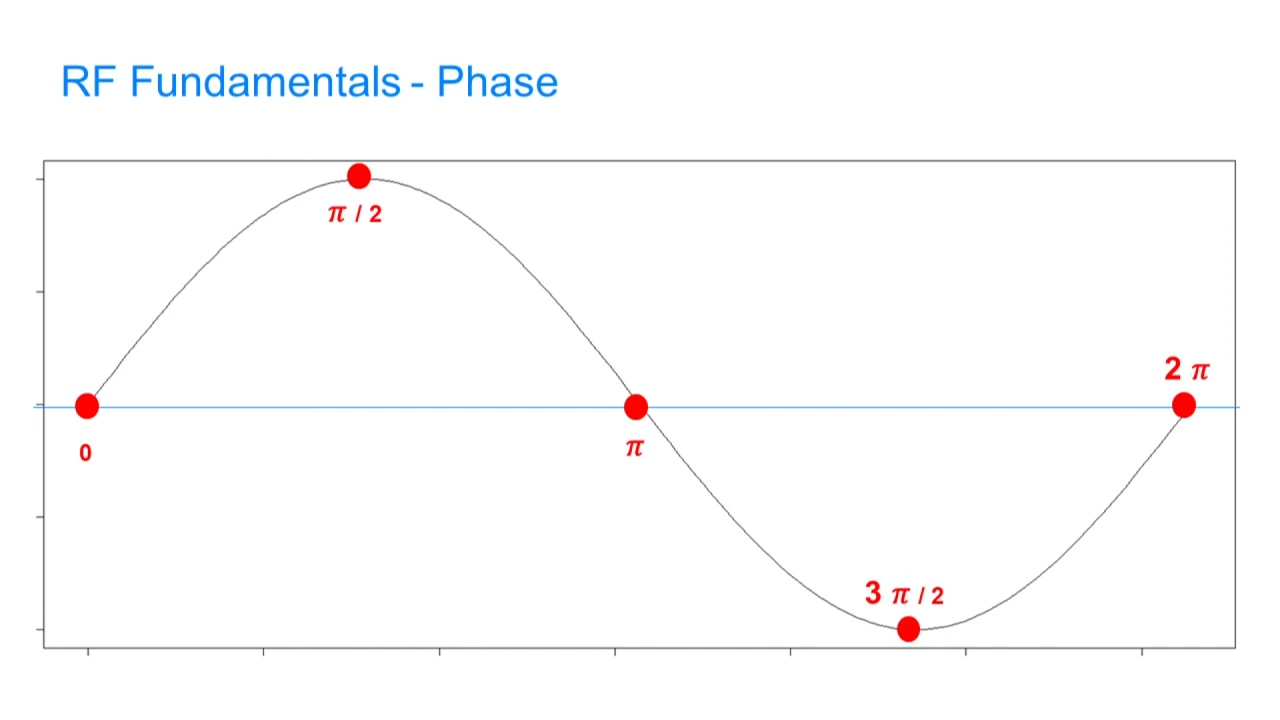 RF Fundamentals - Phase
π / 2
2 π
0
π
3 π / 2